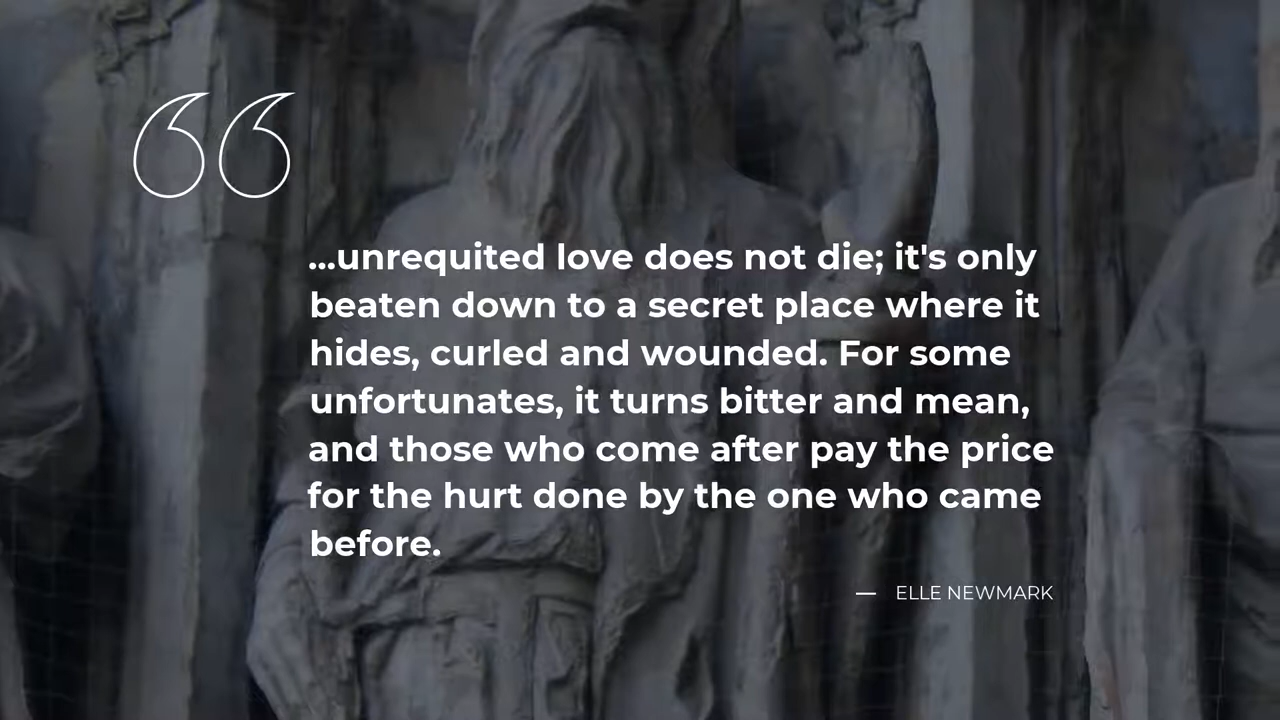 ...unrequited love does not die; it's only
beaten down to a secret place where it
hides, curled and wounded. For some
unfortunates, it turns bitter and mean,
and those who come after pay the price
for the hurt done by the one who came
before.
— ELLE NEWMARK